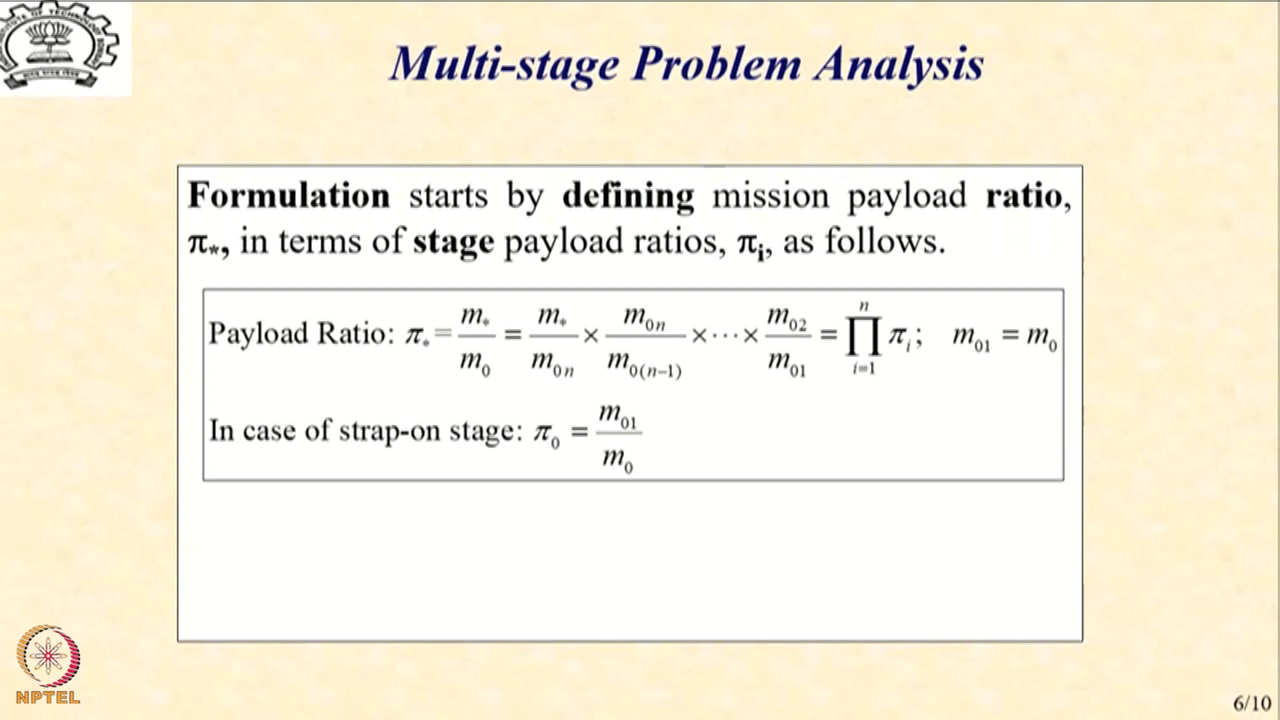 Multi-stage Problem Analysis
Formulation starts by defining mission payload ratio,
π*, in terms of stage payload ratios, πi, as follows.
Payload Ratio: π* = m*/m0 = m*/m0n × m0n/m0(n−1) × ··· × m02/m01 = ∏(i=1 to n) πi; m01 = m0
In case of strap-on stage: π0 = m01/m0
NPTEL
6/10